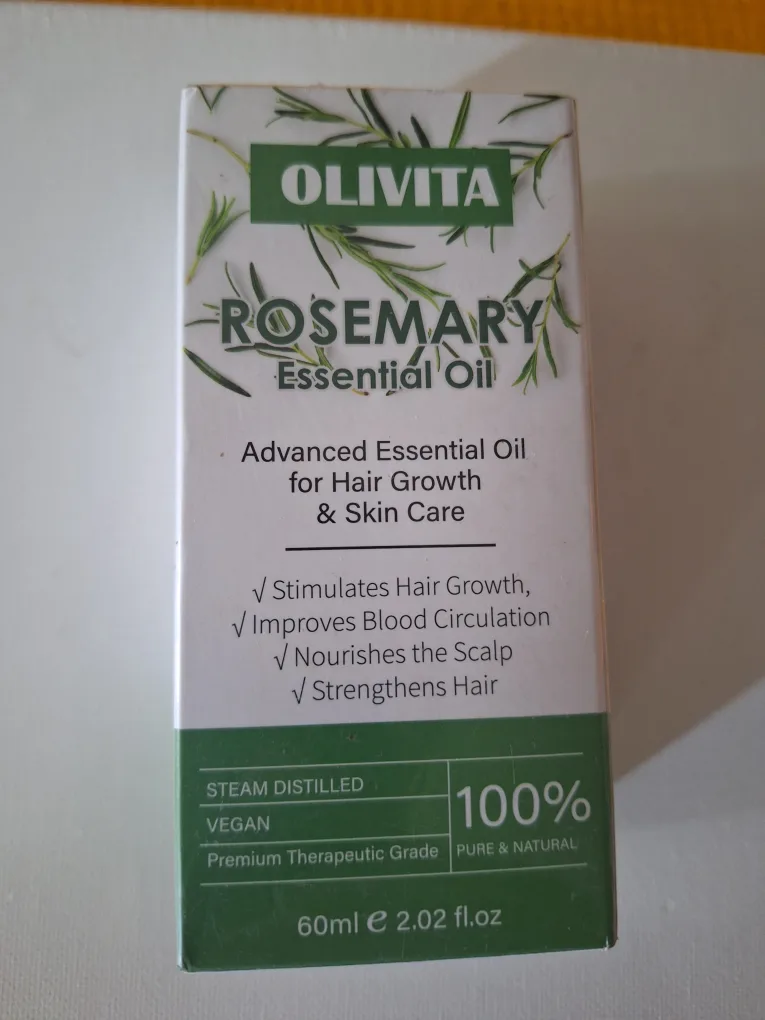 OLIVITA
ROSEMARY
Essential Oil
Advanced Essential Oil
for Hair Growth
& Skin Care
√ Stimulates Hair Growth,
√ Improves Blood Circulation
√ Nourishes the Scalp
√ Strengthens Hair
STEAM DISTILLED
VEGAN
Premium Therapeutic Grade
100%
PURE & NATURAL
60ml e 2.02 fl.oz